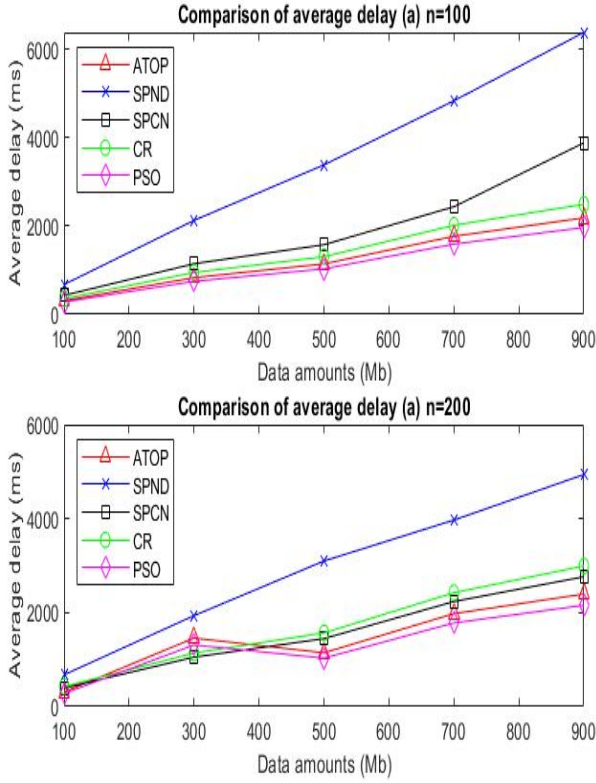 Comparison of average delay (a) n=100
Average delay (ms)
6000
4000
2000
0
ATOP
SPND
SPCN
CR
PSO
100 200 300 400 500 600 700 800 900
Data amounts (Mb)
Comparison of average delay (a) n=200
Average delay (ms)
6000
4000
2000
0
ATOP
SPND
SPCN
CR
PSO
100 200 300 400 500 600 700 800 900
Data amounts (Mb)